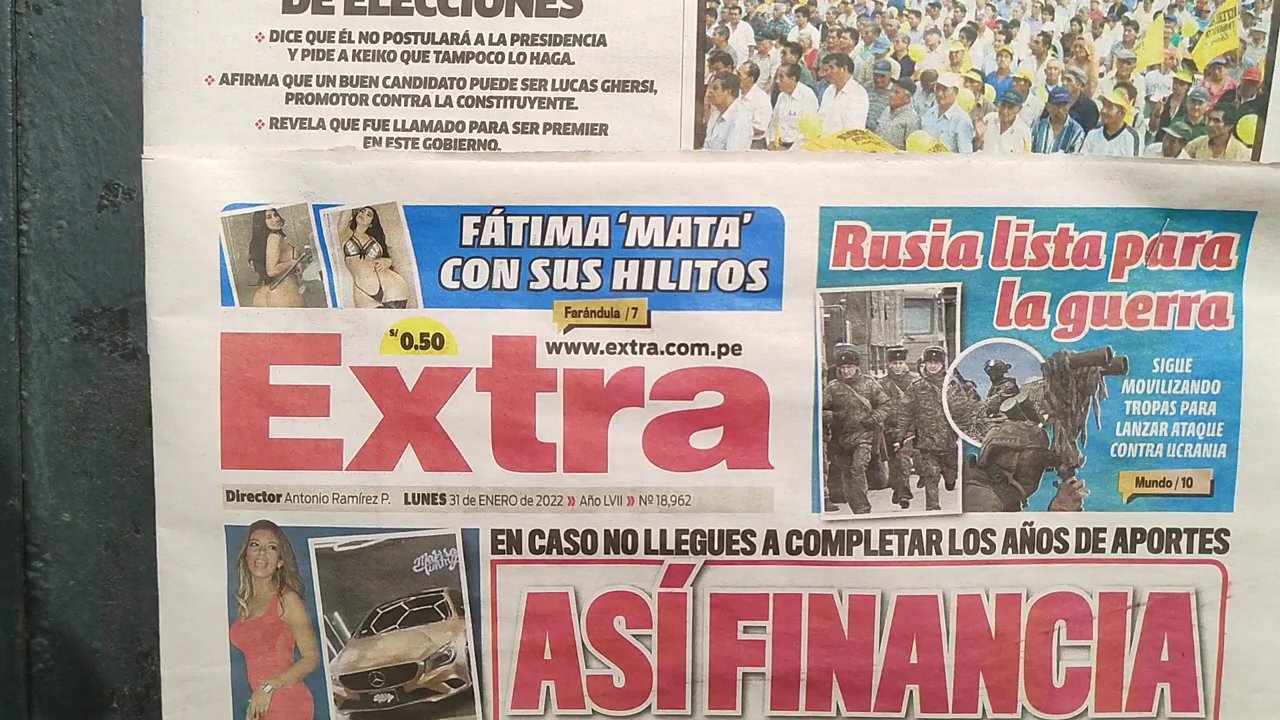 DE ELECCIONES
❖ DICE QUE ÉL NO POSTULARÁ A LA PRESIDENCIA
Y PIDE A KEIKO QUE TAMPOCO LO HAGA.
❖ AFIRMA QUE UN BUEN CANDIDATO PUEDE SER LUCAS GHERSI,
PROMOTOR CONTRA LA CONSTITUYENTE.
❖ REVELA QUE FUE LLAMADO PARA SER PREMIER
EN ESTE GOBIERNO.
FÁTIMA 'MATA'
CON SUS HILITOS
Farándula / 7
S/ 0.50
www.extra.com.pe
Extra
Director Antonio Ramírez P. LUNES 31 de ENERO de 2022 » Año LVII » Nº 18,962
Rusia lista para
la guerra
SIGUE
MOVILIZANDO
TROPAS PARA
LANZAR ATAQUE
CONTRA UCRANIA
Mundo / 10
EN CASO NO LLEGUES A COMPLETAR LOS AÑOS DE APORTES
ASÍ FINANCIA